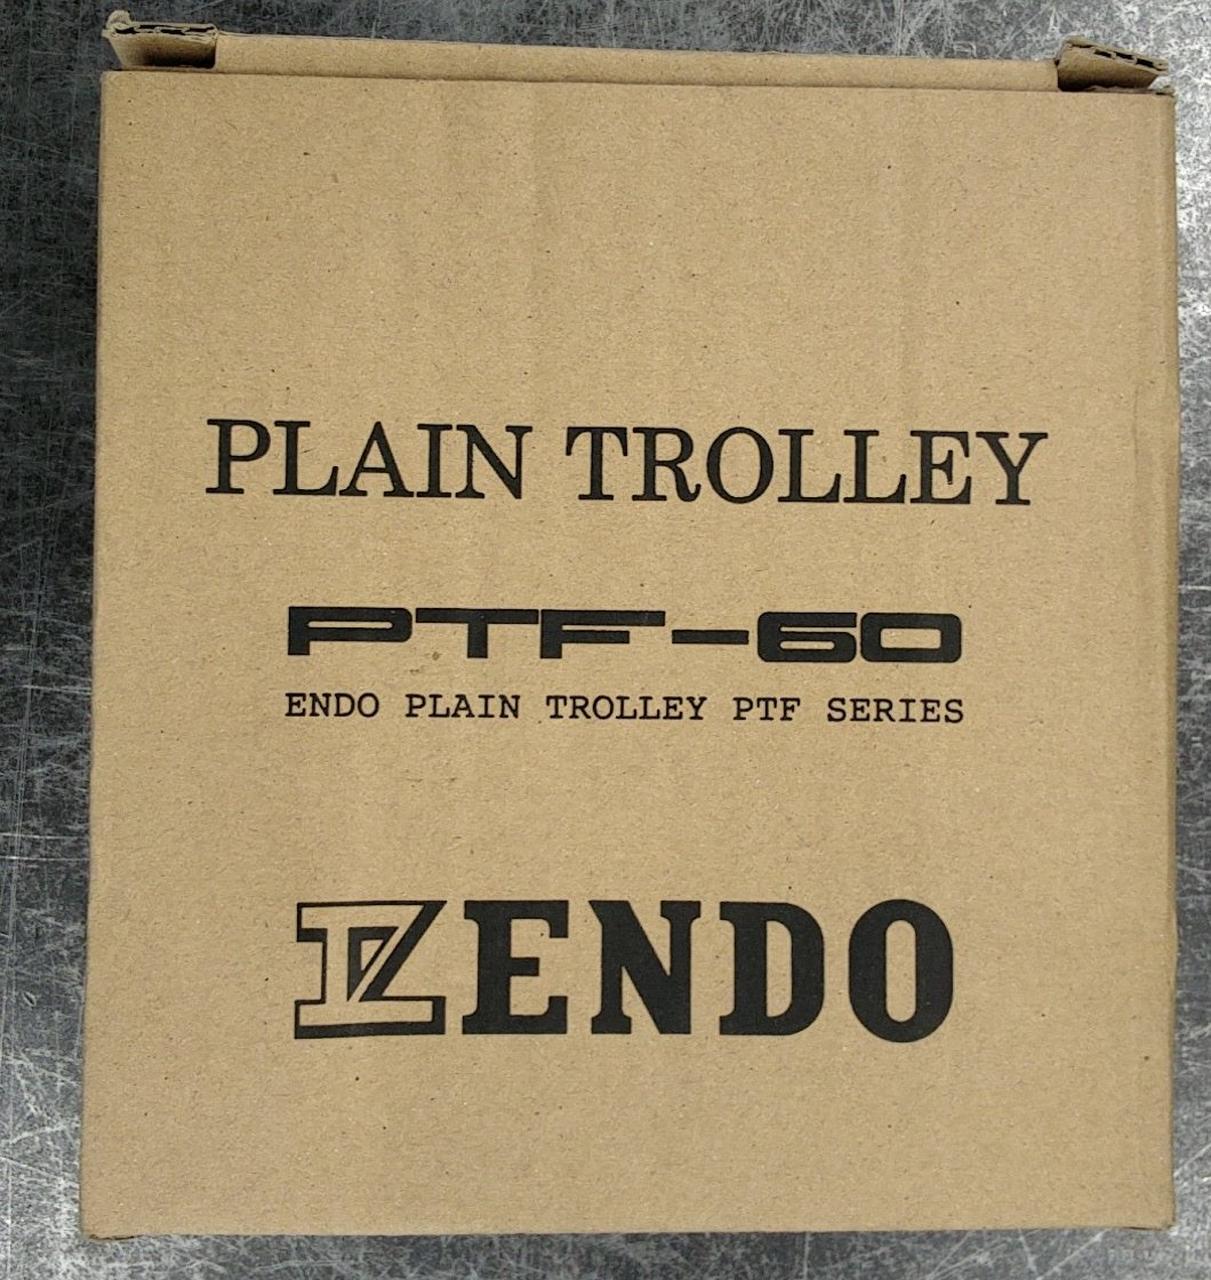 PLAIN TROLLEY
PTF-60
ENDO PLAIN TROLLEY PTF SERIES
ENDO